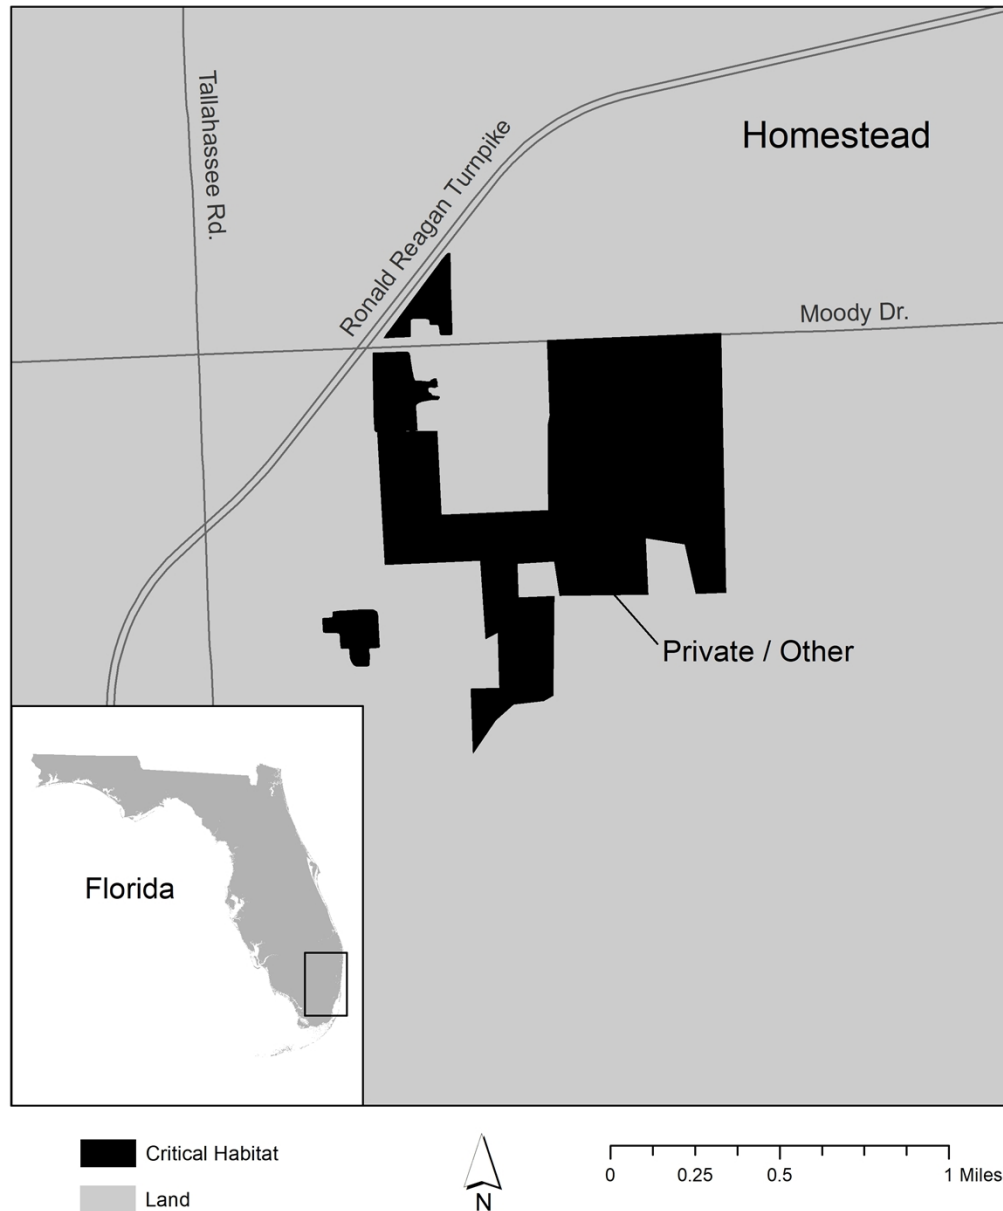 Homestead
Tallahassee Rd.
Ronald Reagan Turnpike
Moody Dr.
Private / Other
Florida
Critical Habitat
Land
N
0 0.25 0.5 1 Miles